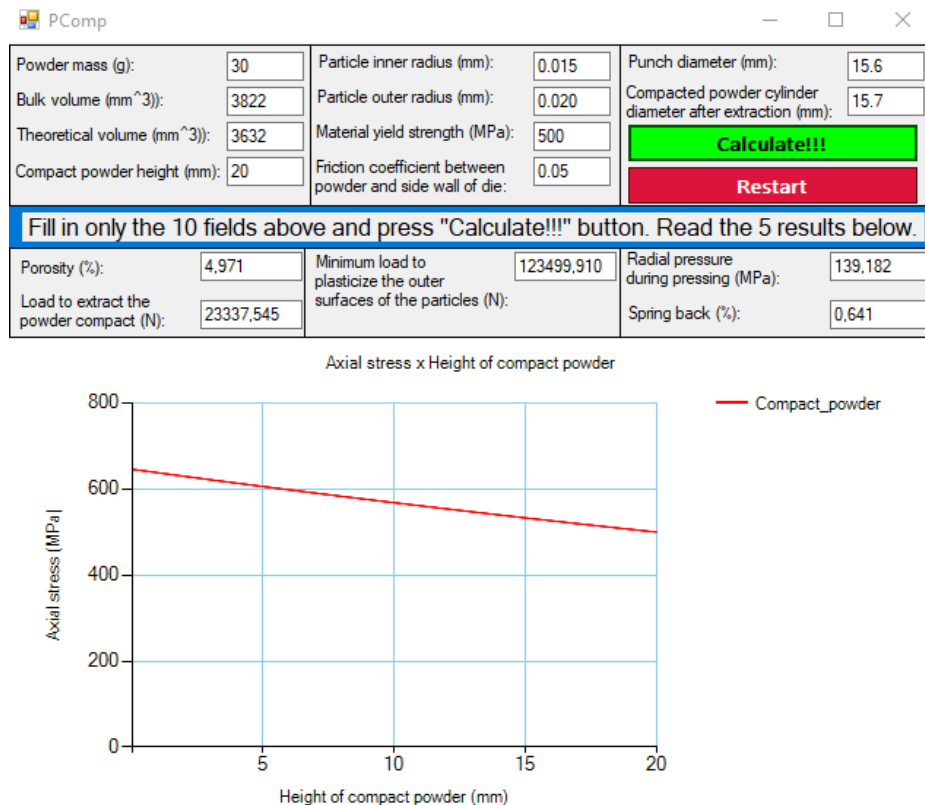 PComp
Powder mass (g): 30
Bulk volume (mm^3)): 3822
Theoretical volume (mm^3)): 3632
Compact powder height (mm): 20
Particle inner radius (mm): 0.015
Particle outer radius (mm): 0.020
Material yield strength (MPa): 500
Friction coefficient between
powder and side wall of die: 0.05
Punch diameter (mm): 15.6
Compacted powder cylinder
diameter after extraction (mm): 15.7
Calculate!!!
Restart
Fill in only the 10 fields above and press "Calculate!!!" button. Read the 5 results below.
Porosity (%): 4,971
Load to extract the
powder compact (N): 23337,545
Minimum load to
plasticize the outer
surfaces of the particles (N): 123499,910
Radial pressure
during pressing (MPa): 139,182
Spring back (%): 0,641
Axial stress x Height of compact powder
Compact_powder
Axial stress (MPa)
800
600
400
200
0
5 10 15 20
Height of compact powder (mm)